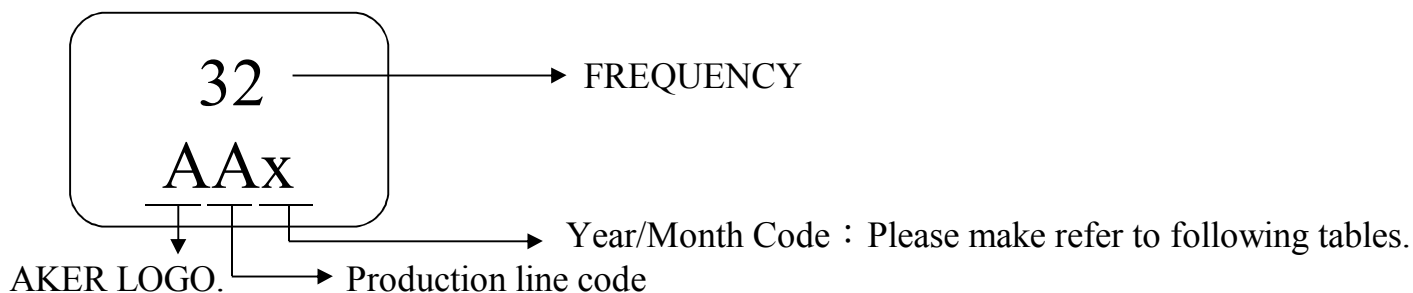 32
FREQUENCY
AAx
Year/Month Code：Please make refer to following tables.
AKER LOGO.
Production line code